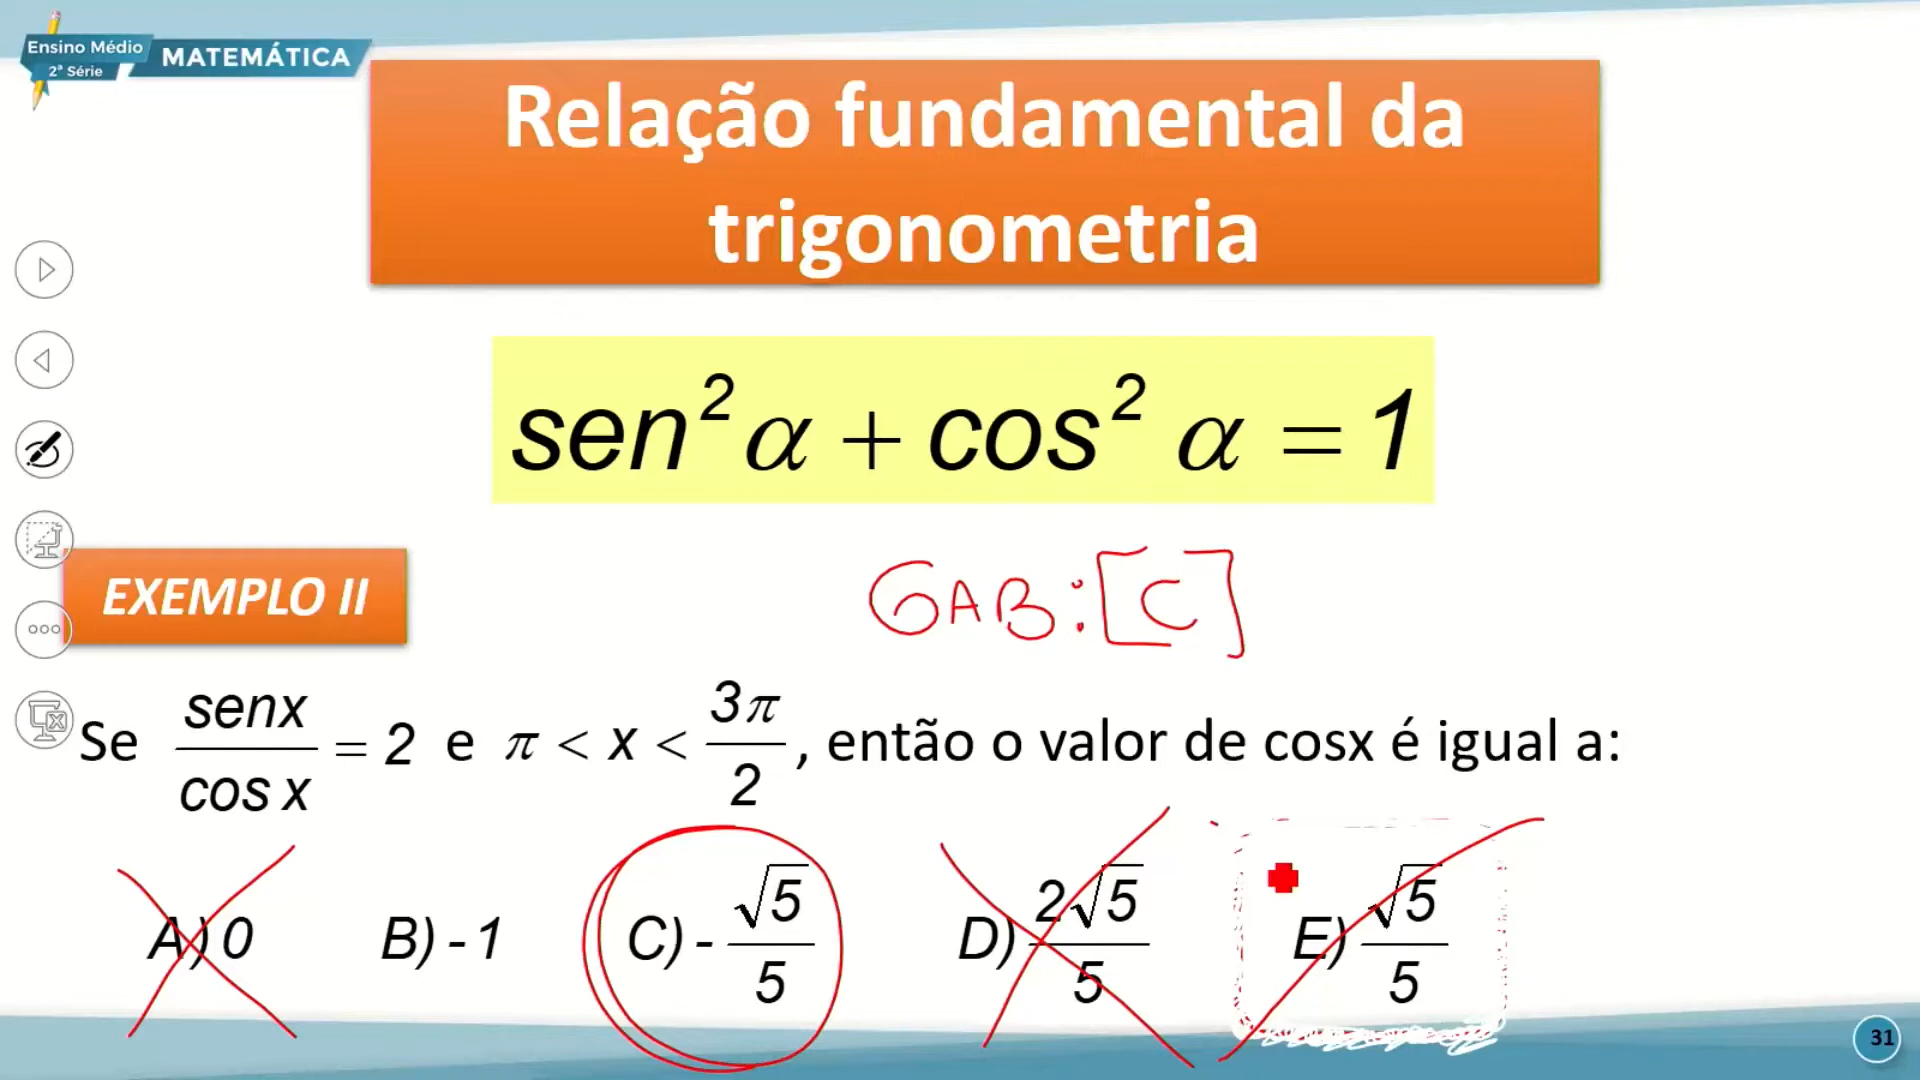 Ensino Médio
2ª Série
MATEMÁTICA
Relação fundamental da
trigonometria
sen²α + cos² α = 1
GAB: [C]
EXEMPLO II
Se senx/cos x = 2 e π < x < 3π/2, então o valor de cosx é igual a:
A) 0 B) -1 C) -√5/5 D) 2√5/5 E) √5/5
31